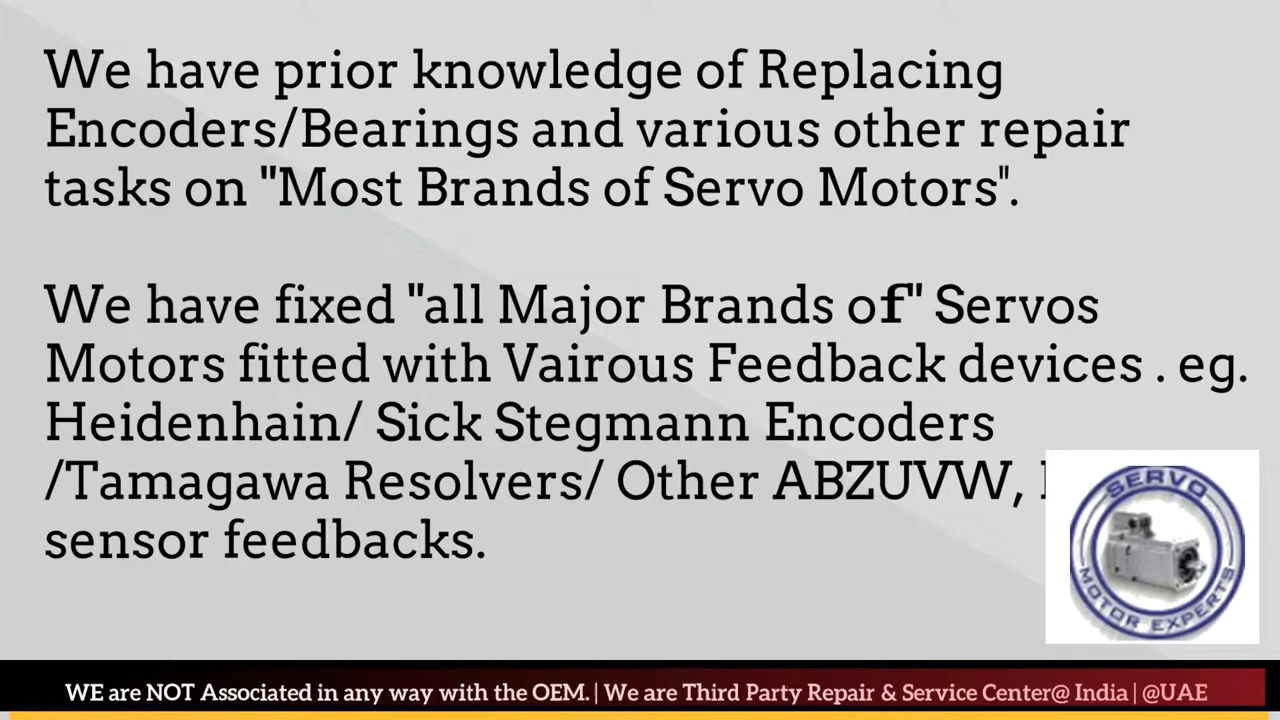 We have prior knowledge of Replacing
Encoders/Bearings and various other repair
tasks on "Most Brands of Servo Motors".
We have fixed "all Major Brands of" Servos
Motors fitted with Vairous Feedback devices . eg.
Heidenhain/ Sick Stegmann Encoders
/Tamagawa Resolvers/ Other ABZUVW,
sensor feedbacks.
SERVO
MOTOR EXPERTS
WE are NOT Associated in any way with the OEM. | We are Third Party Repair & Service Center@ India | @UAE